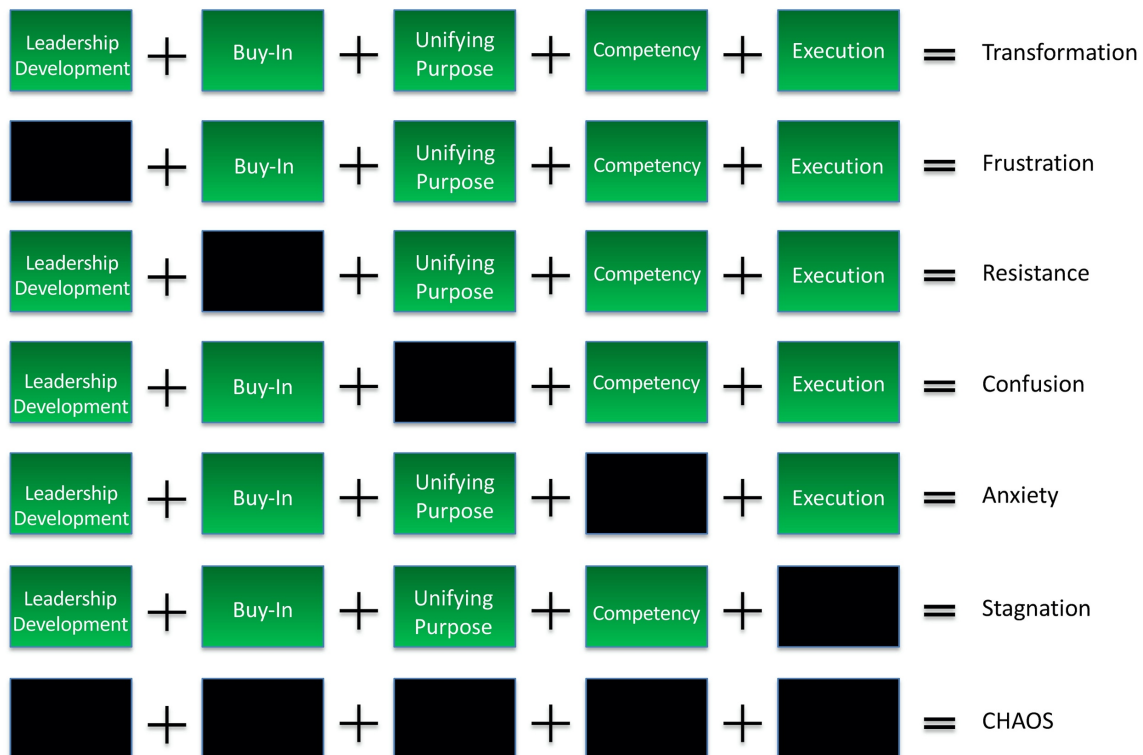 Leadership Development + Buy-In + Unifying Purpose + Competency + Execution = Transformation
+ Buy-In + Unifying Purpose + Competency + Execution = Frustration
Leadership Development + + Unifying Purpose + Competency + Execution = Resistance
Leadership Development + Buy-In + + Competency + Execution = Confusion
Leadership Development + Buy-In + Unifying Purpose + + Execution = Anxiety
Leadership Development + Buy-In + Unifying Purpose + Competency + = Stagnation
+ + + + = CHAOS